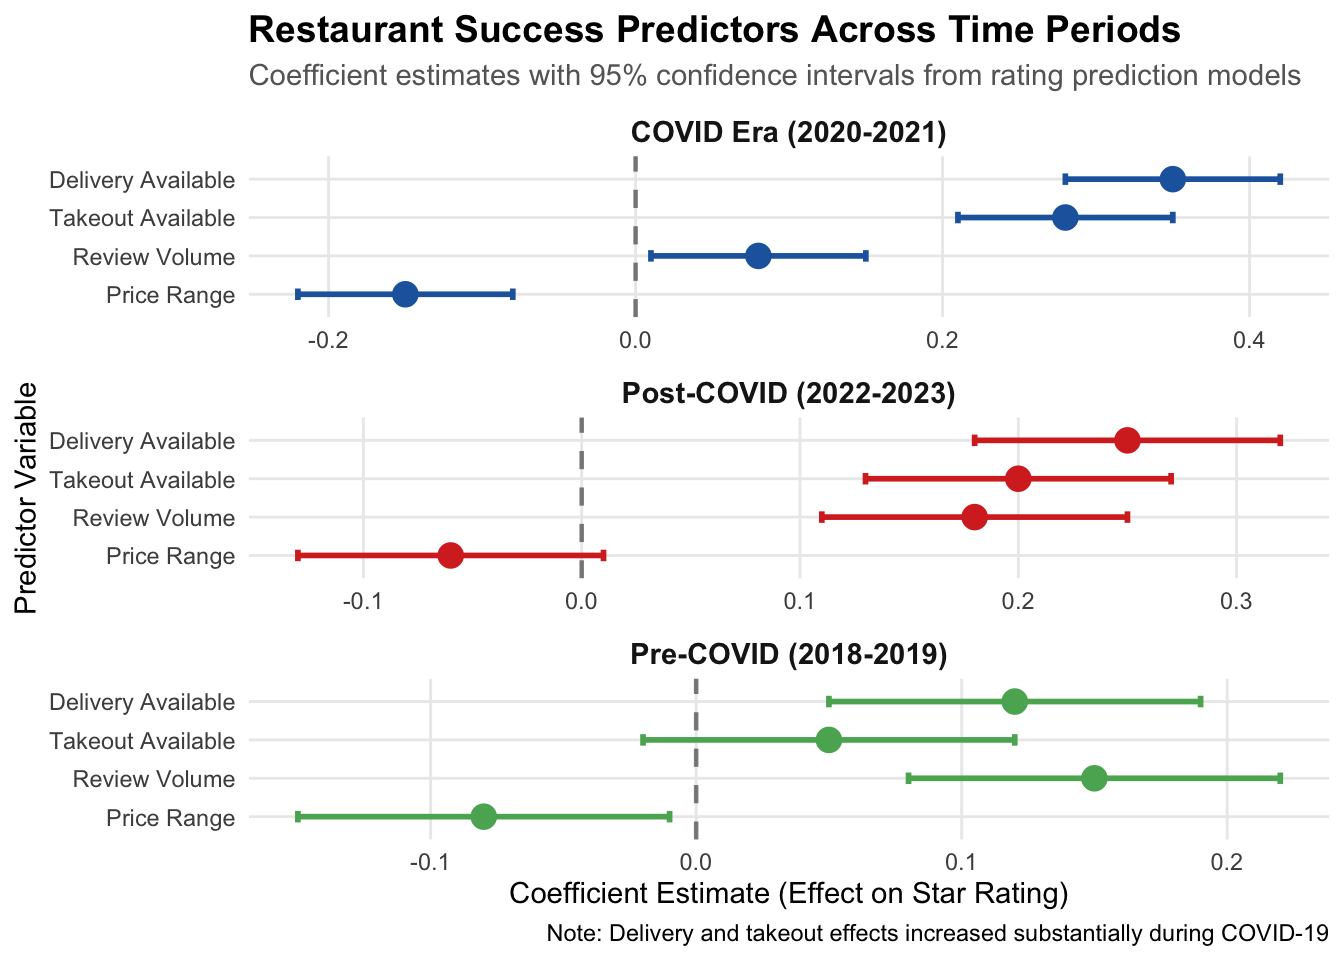 Restaurant Success Predictors Across Time Periods
Coefficient estimates with 95% confidence intervals from rating prediction models
COVID Era (2020-2021)
Delivery Available
Takeout Available
Review Volume
Price Range
-0.2 0.0 0.2 0.4
Predictor Variable
Post-COVID (2022-2023)
Delivery Available
Takeout Available
Review Volume
Price Range
-0.1 0.0 0.1 0.2 0.3
Pre-COVID (2018-2019)
Delivery Available
Takeout Available
Review Volume
Price Range
-0.1 0.0 0.1 0.2
Coefficient Estimate (Effect on Star Rating)
Note: Delivery and takeout effects increased substantially during COVID-19